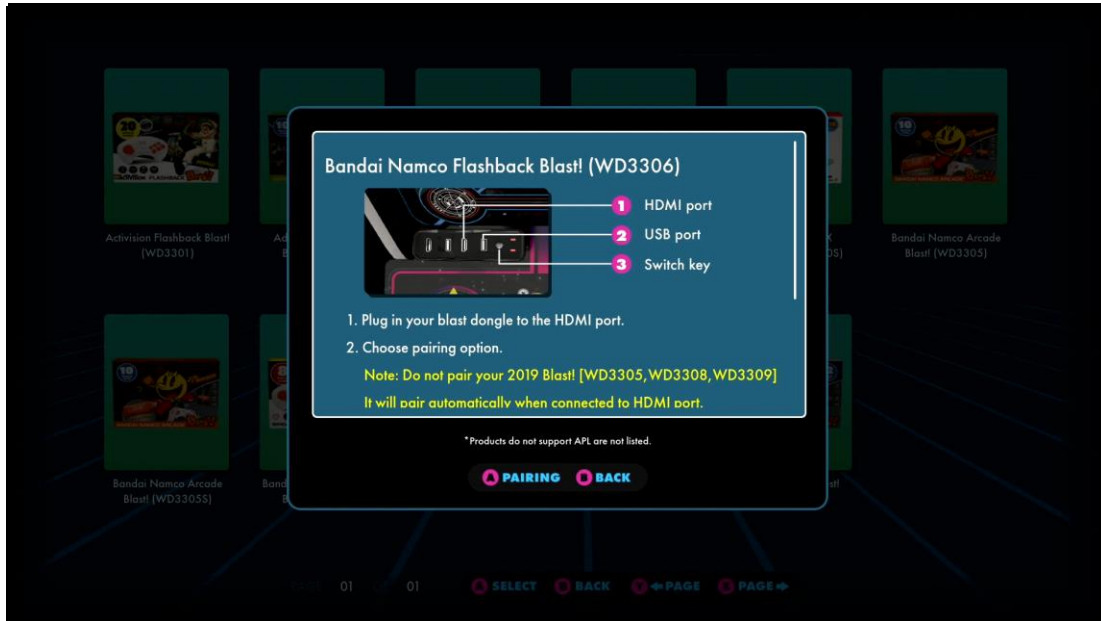 Bandai Namco Flashback Blast! (WD3306)
1 HDMI port
2 USB port
3 Switch key
1. Plug in your blast dongle to the HDMI port.
2. Choose pairing option.
Note: Do not pair your 2019 Blast! [WD3305,WD3308,WD3309]
It will pair automatically when connected to HDMI port.
*Products do not support APL are not listed.
A PAIRING B BACK
20
10
10
Activision Flashback Blast!
(WD3301)
Bandai Namco Arcade
Blast! (WD3305)
10
Bandai Namco Arcade
Blast! (WD3305S)
01 01 A SELECT B BACK PAGE PAGE